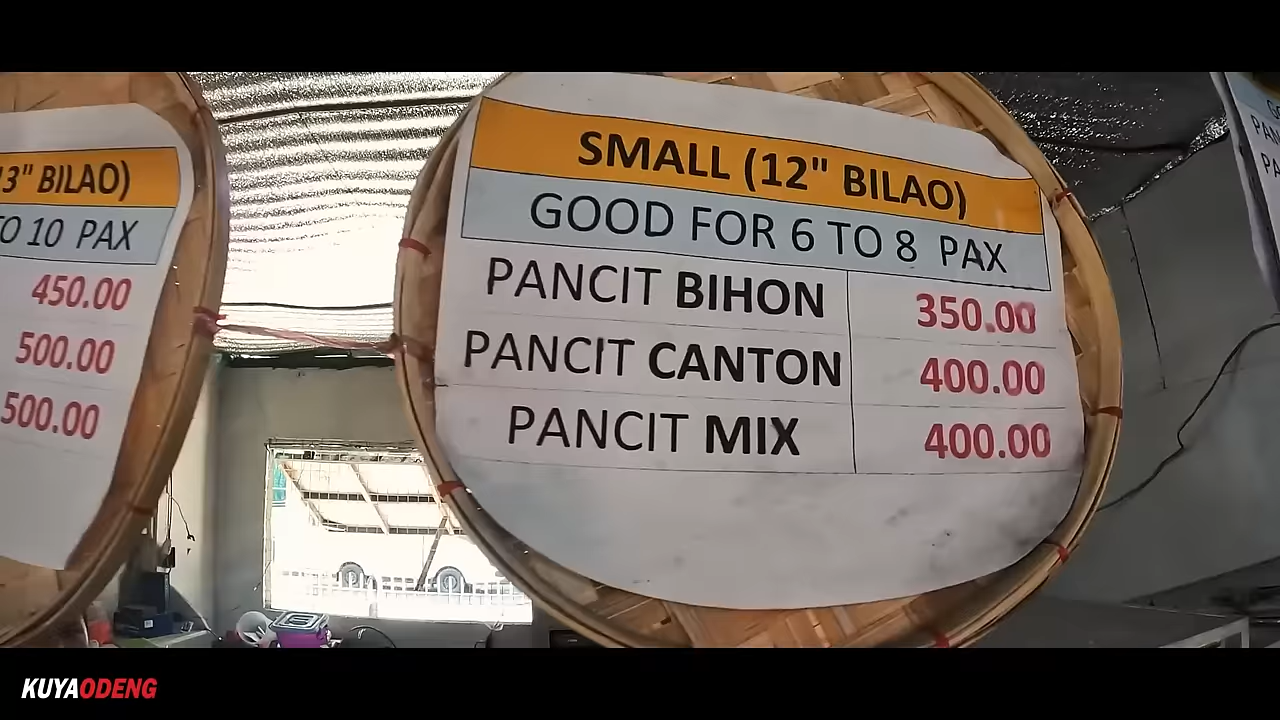 3" BILAO)
TO 10 PAX
450.00
500.00
500.00
SMALL (12" BILAO)
GOOD FOR 6 TO 8 PAX
PANCIT BIHON 350.00
PANCIT CANTON 400.00
PANCIT MIX 400.00
KUYAODENG